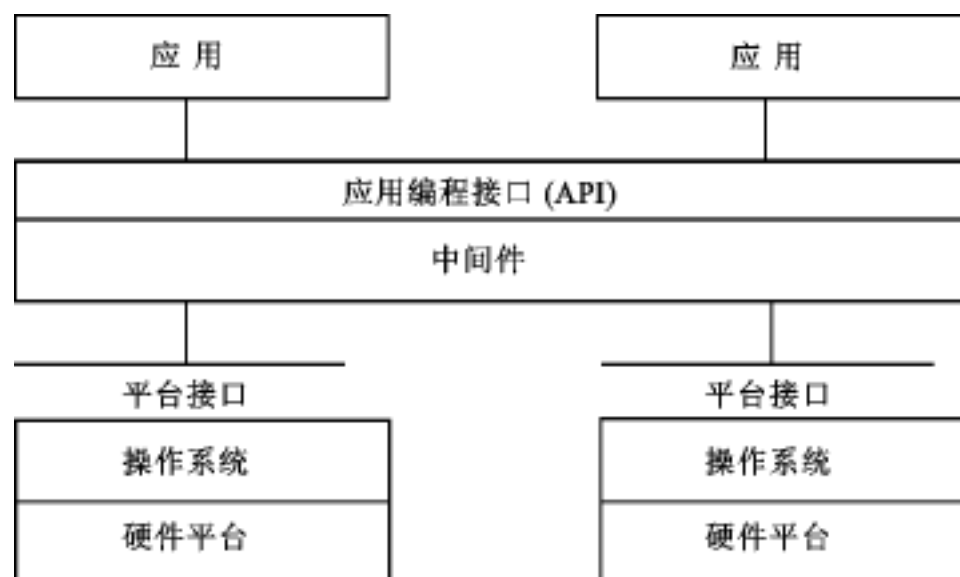 应用 应用
应用编程接口 (API)
中间件
平台接口 平台接口
操作系统 操作系统
硬件平台 硬件平台